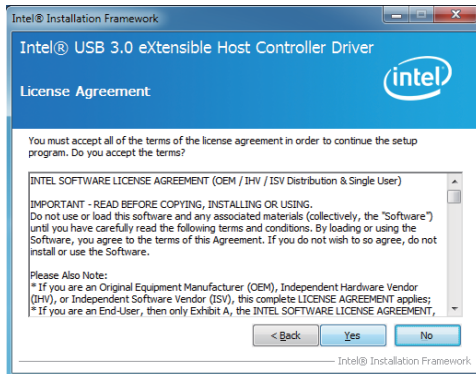 Intel® Installation Framework
Intel® USB 3.0 eXtensible Host Controller Driver
intel
License Agreement
You must accept all of the terms of the license agreement in order to continue the setup
program. Do you accept the terms?
INTEL SOFTWARE LICENSE AGREEMENT (OEM / IHV / ISV Distribution & Single User)
IMPORTANT - READ BEFORE COPYING, INSTALLING OR USING.
Do not use or load this software and any associated materials (collectively, the "Software")
until you have carefully read the following terms and conditions. By loading or using the
Software, you agree to the terms of this Agreement. If you do not wish to so agree, do not
install or use the Software.
Please Also Note:
* If you are an Original Equipment Manufacturer (OEM), Independent Hardware Vendor
(IHV), or Independent Software Vendor (ISV), this complete LICENSE AGREEMENT applies;
* If you are an End-User, then only Exhibit A, the INTEL SOFTWARE LICENSE AGREEMENT,
< Back Yes No
Intel® Installation Framework